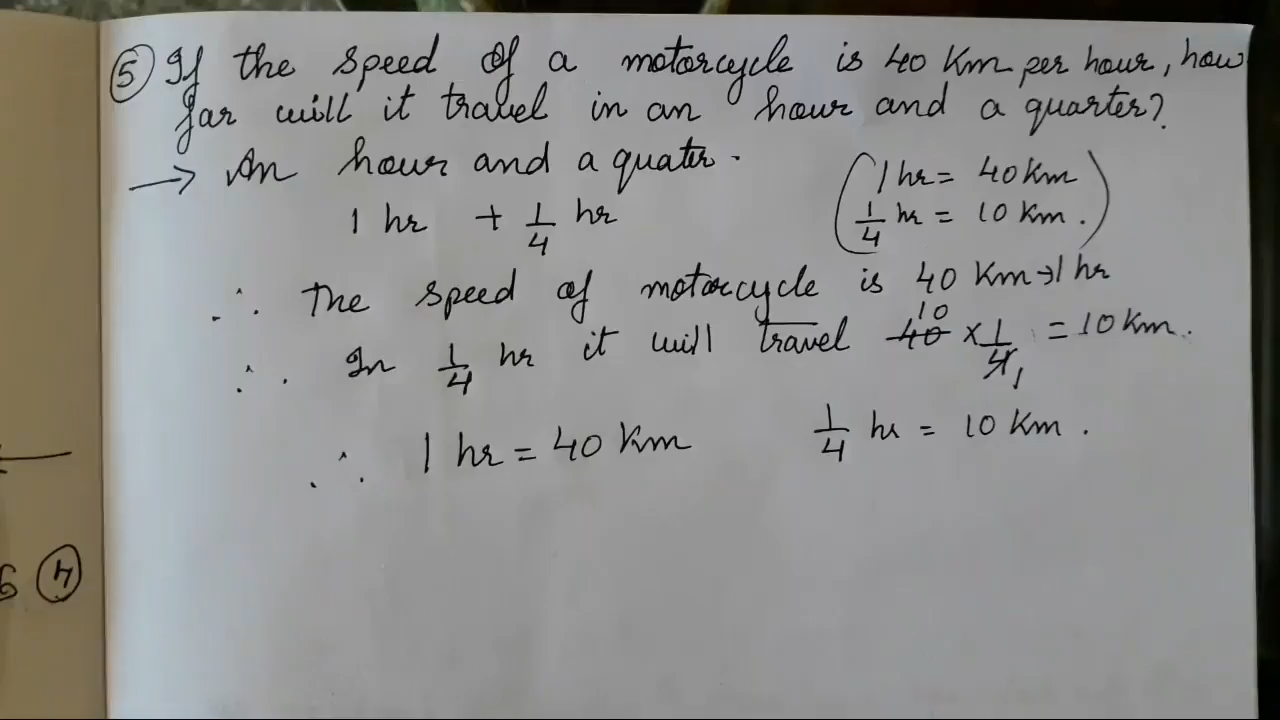 ⑤ If the speed of a motorcycle is 40 Km per hour, how
far will it travel in an hour and a quarter?
→ An hour and a quater.
1 hr + 1/4 hr
(1 hr = 40 Km
1/4 hr = 10 Km.)
∴ The speed of motorcycle is 40 Km → 1 hr
∴ In 1/4 hr it will travel 40 10 × 1/4 1 = 10 Km.
∴ 1 hr = 40 Km 1/4 hr = 10 Km.